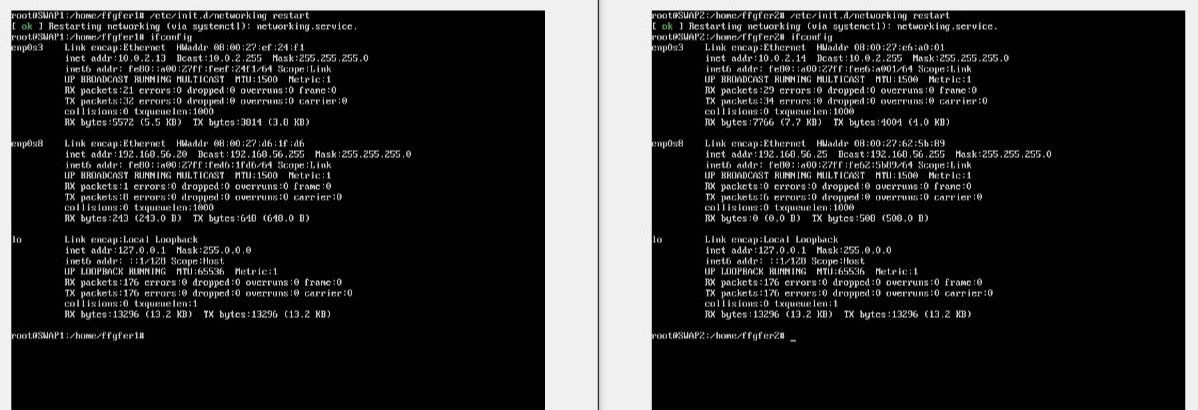 root@SWAP1:/home/ffgfer1# /etc/init.d/networking restart
[ ok ] Restarting networking (via systemctl): networking.service.
root@SWAP1:/home/ffgfer1# ifconfig
enp0s3 Link encap:Ethernet HWaddr 08:00:27:ef:24:f1
inet addr:10.0.2.13 Bcast:10.0.2.255 Mask:255.255.255.0
inet6 addr: fe80::a00:27ff:feef:24f1/64 Scope:Link
UP BROADCAST RUNNING MULTICAST MTU:1500 Metric:1
RX packets:21 errors:0 dropped:0 overruns:0 frame:0
TX packets:32 errors:0 dropped:0 overruns:0 carrier:0
collisions:0 txqueuelen:1000
RX bytes:5572 (5.5 KB) TX bytes:3814 (3.8 KB)
enp0s8 Link encap:Ethernet HWaddr 08:00:27:d6:1f:d6
inet addr:192.168.56.20 Bcast:192.168.56.255 Mask:255.255.255.0
inet6 addr: fe80::a00:27ff:fed6:1fd6/64 Scope:Link
UP BROADCAST RUNNING MULTICAST MTU:1500 Metric:1
RX packets:1 errors:0 dropped:0 overruns:0 frame:0
TX packets:8 errors:0 dropped:0 overruns:0 carrier:0
collisions:0 txqueuelen:1000
RX bytes:243 (243.0 B) TX bytes:648 (648.0 B)
lo Link encap:Local Loopback
inet addr:127.0.0.1 Mask:255.0.0.0
inet6 addr: ::1/128 Scope:Host
UP LOOPBACK RUNNING MTU:65536 Metric:1
RX packets:176 errors:0 dropped:0 overruns:0 frame:0
TX packets:176 errors:0 dropped:0 overruns:0 carrier:0
collisions:0 txqueuelen:1
RX bytes:13296 (13.2 KB) TX bytes:13296 (13.2 KB)
root@SWAP1:/home/ffgfer1#
root@SWAP2:/home/ffgfer2# /etc/init.d/networking restart
[ ok ] Restarting networking (via systemctl): networking.service.
root@SWAP2:/home/ffgfer2# ifconfig
enp0s3 Link encap:Ethernet HWaddr 08:00:27:e6:a0:01
inet addr:10.0.2.14 Bcast:10.0.2.255 Mask:255.255.255.0
inet6 addr: fe80::a00:27ff:fee6:a001/64 Scope:Link
UP BROADCAST RUNNING MULTICAST MTU:1500 Metric:1
RX packets:29 errors:0 dropped:0 overruns:0 frame:0
TX packets:34 errors:0 dropped:0 overruns:0 carrier:0
collisions:0 txqueuelen:1000
RX bytes:7766 (7.7 KB) TX bytes:4004 (4.0 KB)
enp0s8 Link encap:Ethernet HWaddr 08:00:27:62:5b:89
inet addr:192.168.56.25 Bcast:192.168.56.255 Mask:255.255.255.0
inet6 addr: fe80::a00:27ff:fe62:5b89/64 Scope:Link
UP BROADCAST RUNNING MULTICAST MTU:1500 Metric:1
RX packets:0 errors:0 dropped:0 overruns:0 frame:0
TX packets:6 errors:0 dropped:0 overruns:0 carrier:0
collisions:0 txqueuelen:1000
RX bytes:0 (0.0 B) TX bytes:508 (508.0 B)
lo Link encap:Local Loopback
inet addr:127.0.0.1 Mask:255.0.0.0
inet6 addr: ::1/128 Scope:Host
UP LOOPBACK RUNNING MTU:65536 Metric:1
RX packets:176 errors:0 dropped:0 overruns:0 frame:0
TX packets:176 errors:0 dropped:0 overruns:0 carrier:0
collisions:0 txqueuelen:1
RX bytes:13296 (13.2 KB) TX bytes:13296 (13.2 KB)
root@SWAP2:/home/ffgfer2# _